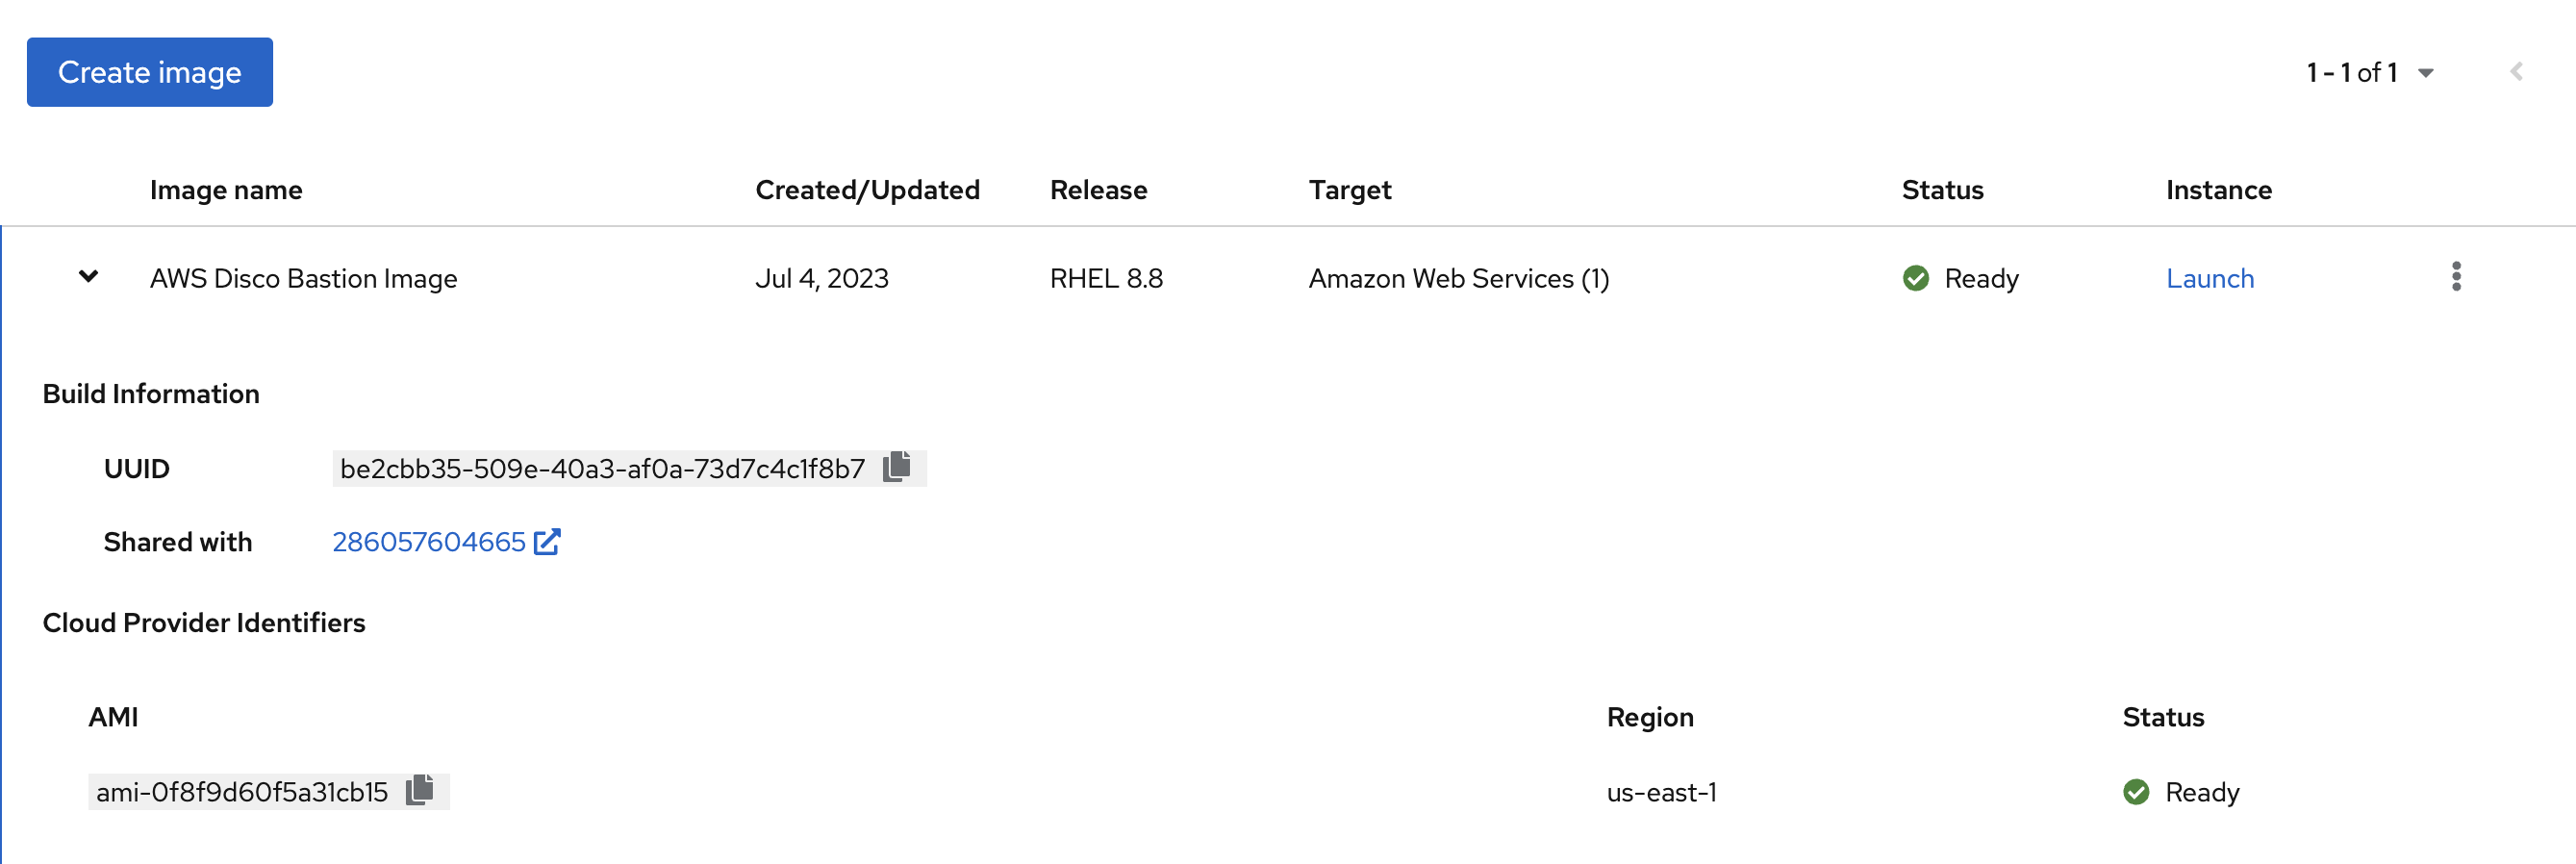 Create image
1 - 1 of 1
Image name Created/Updated Release Target Status Instance
AWS Disco Bastion Image Jul 4, 2023 RHEL 8.8 Amazon Web Services (1) Ready Launch
Build Information
UUID be2cbb35-509e-40a3-af0a-73d7c4c1f8b7
Shared with 286057604665
Cloud Provider Identifiers
AMI Region Status
ami-0f8f9d60f5a31cb15 us-east-1 Ready